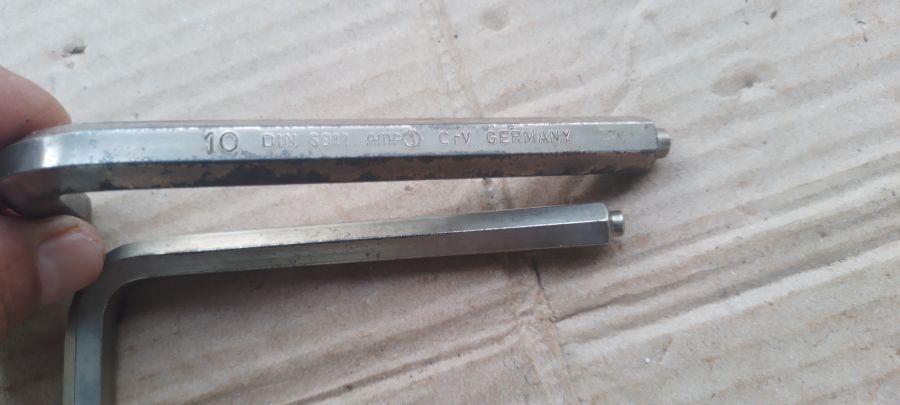 10 DIN 6911 CrV GERMANY